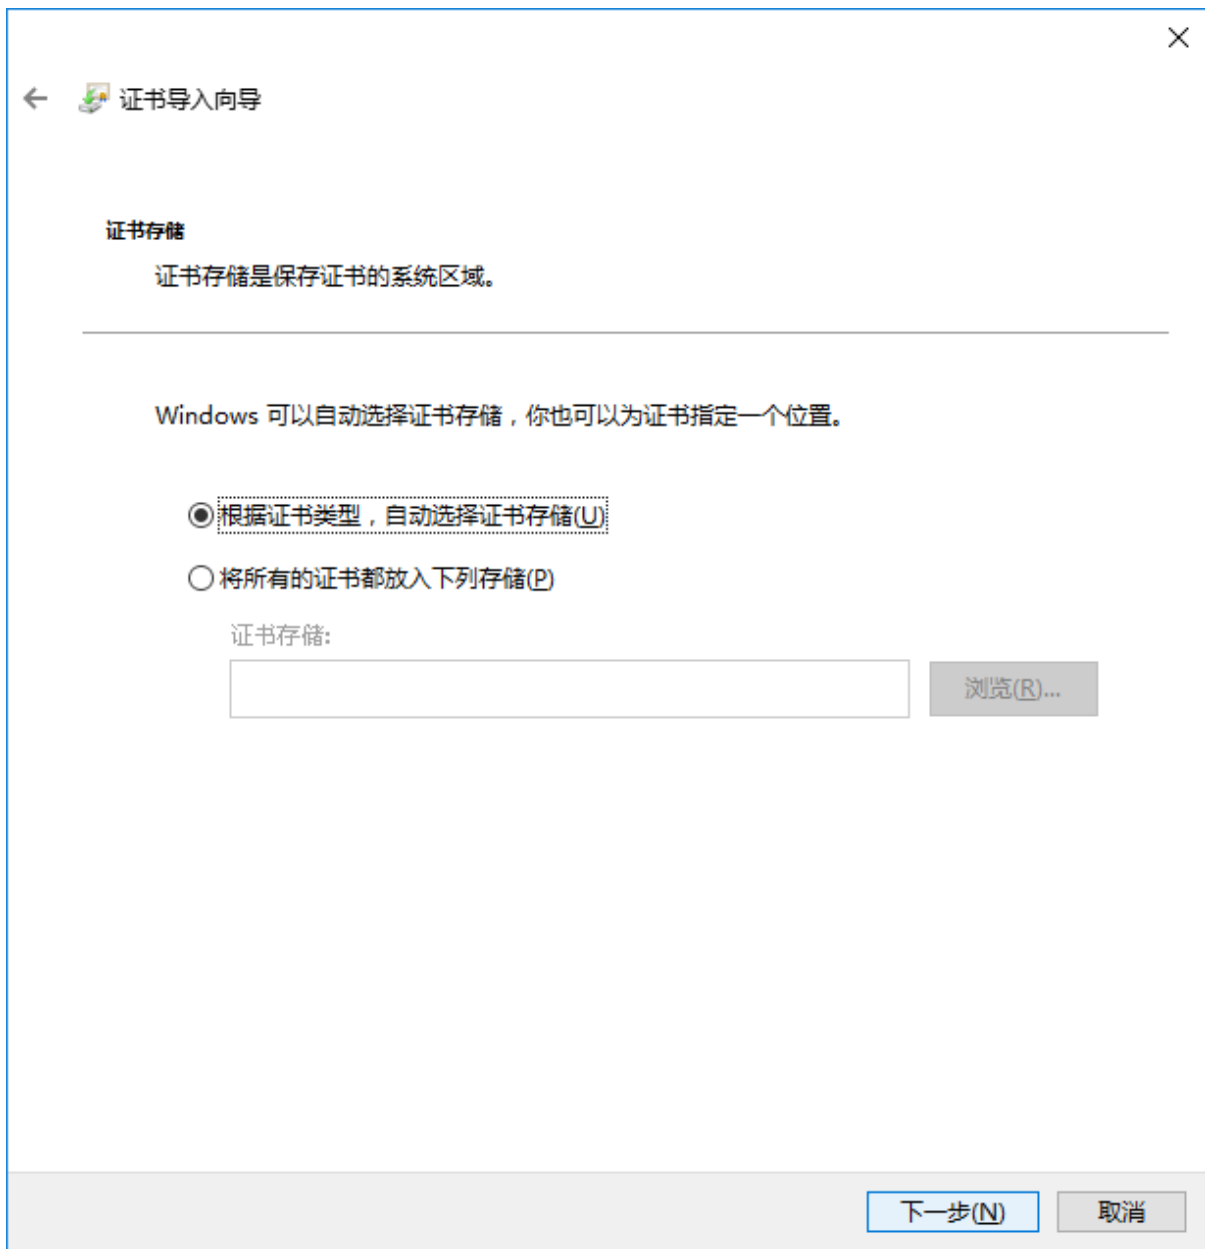 证书导入向导
证书存储
证书存储是保存证书的系统区域。
Windows 可以自动选择证书存储，你也可以为证书指定一个位置。
根据证书类型，自动选择证书存储(U)
将所有的证书都放入下列存储(P)
证书存储:
浏览(R)...
下一步(N) 取消